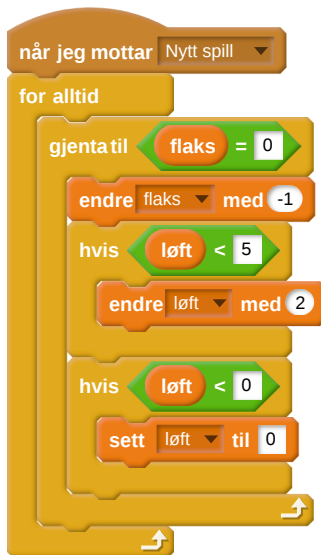 når jeg mottar Nytt spill
for alltid
gjenta til flaks = 0
endre flaks med -1
hvis løft < 5
endre løft med 2
hvis løft < 0
sett løft til 0